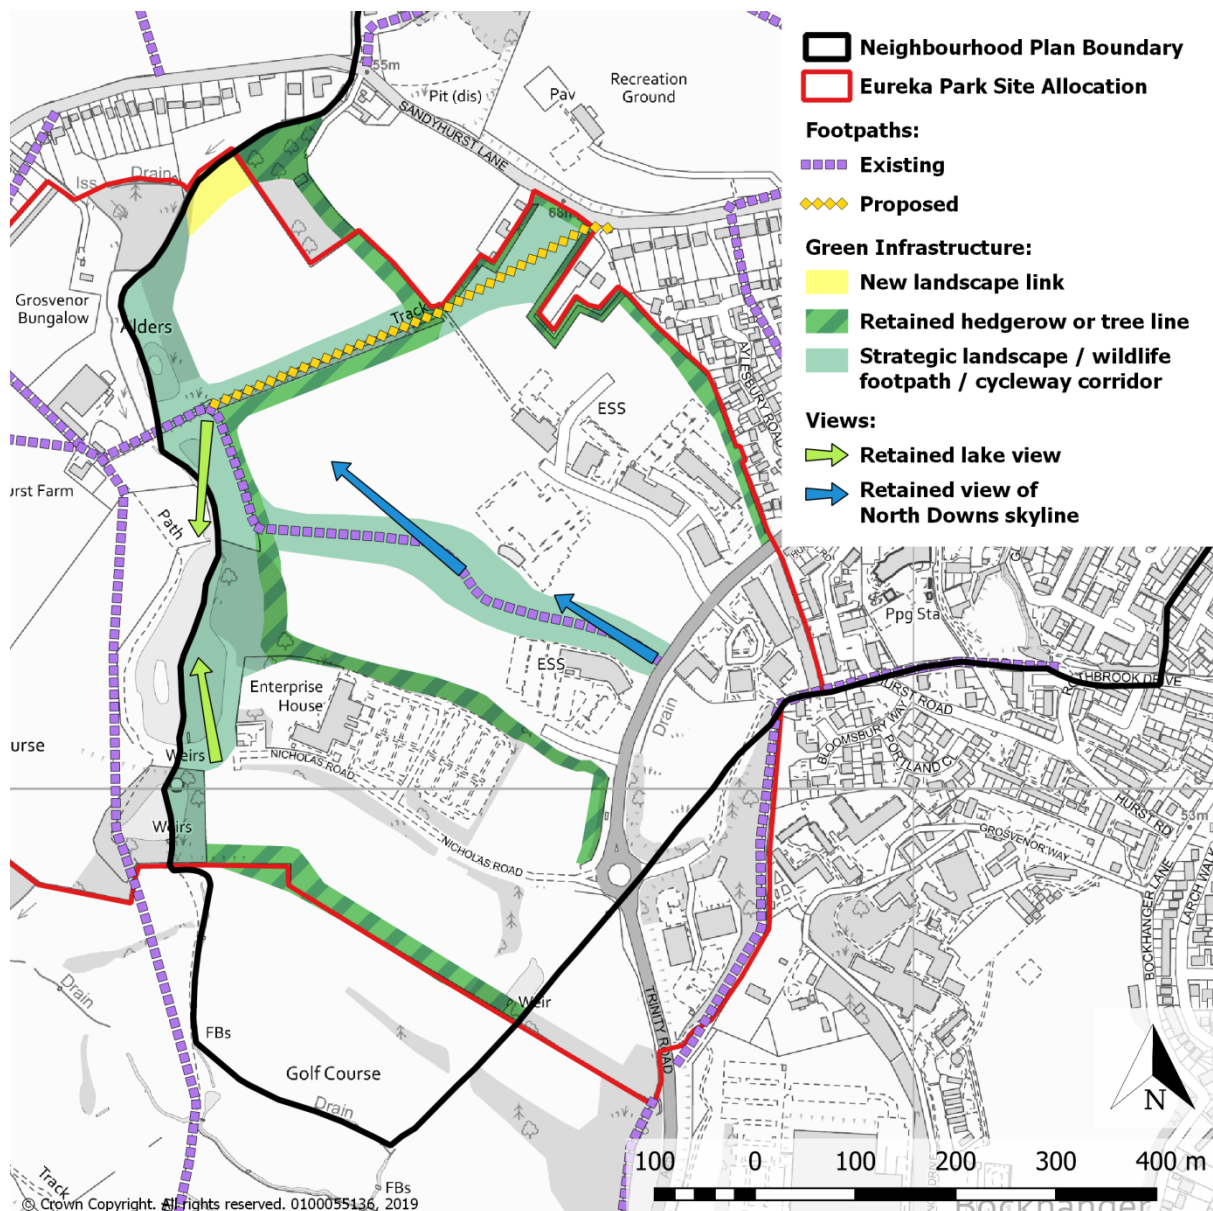 Neighbourhood Plan Boundary
Eureka Park Site Allocation
Footpaths:
Existing
Proposed
Green Infrastructure:
New landscape link
Retained hedgerow or tree line
Strategic landscape / wildlife
footpath / cycleway corridor
Views:
Retained lake view
Retained view of
North Downs skyline
55m
Pit (dis)
Pav
Recreation
Ground
SANDYHURST LANE
Iss
Drain
68m
Grosvenor
Bungalow
Alders
Track
AYLESBURY ROAD
ESS
urst Farm
Path
Ppg Sta
ESS
Enterprise
House
Drain
HURST ROAD
BLOOMSBURY WAY
PORTLAND CL
THBROOK DRIVE
urse
Weirs
NICHOLAS ROAD
HURST RD
53m
Weirs
NICHOLAS ROAD
GROSVENOR WAY
BOCKHANGER LANE
LARCH WALK
Drain
Weir
TRINITY ROAD
FBs
Golf Course
Drain
N
100 0 100 200 300 400 m
Track
FBs
Bockhanger
© Crown Copyright. All rights reserved. 0100055136, 2019